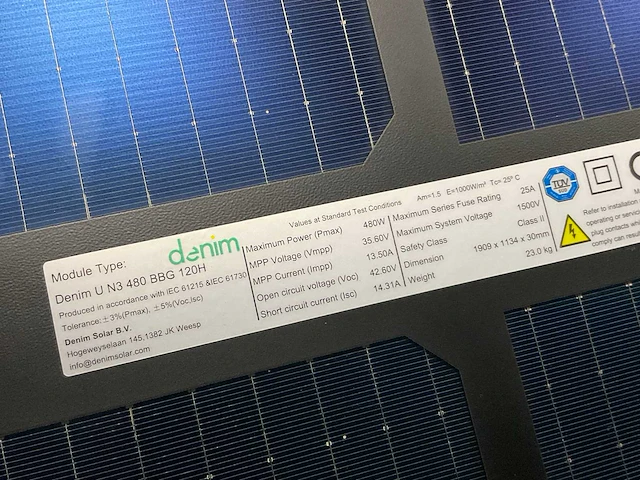 Module Type:
denim
Denim U N3 480 BBG 120H
Produced in accordance with IEC 61215 &IEC 61730
Tolerance: ±3%(Pmax), ±5%(Voc,Isc)
Denim Solar B.V.
Hogeweyselaan 145,1382 JK Weesp
info@denimsolar.com
Values at Standard Test Conditions Am=1.5 E=1000W/m² Tc= 25º C
Maximum Power (Pmax) 480W
MPP Voltage (Vmpp) 35.60V
MPP Current (Impp) 13.50A
Open circuit voltage (Voc) 42.60V
Short circuit current (Isc) 14.31A
Maximum Series Fuse Rating 25A
Maximum System Voltage 1500V
Safety Class Class II
Dimension 1909 x 1134 x 30mm
Weight 23.0 kg
TÜV
Refer to installation
operating or servic
plug contacts whi
comply can resul